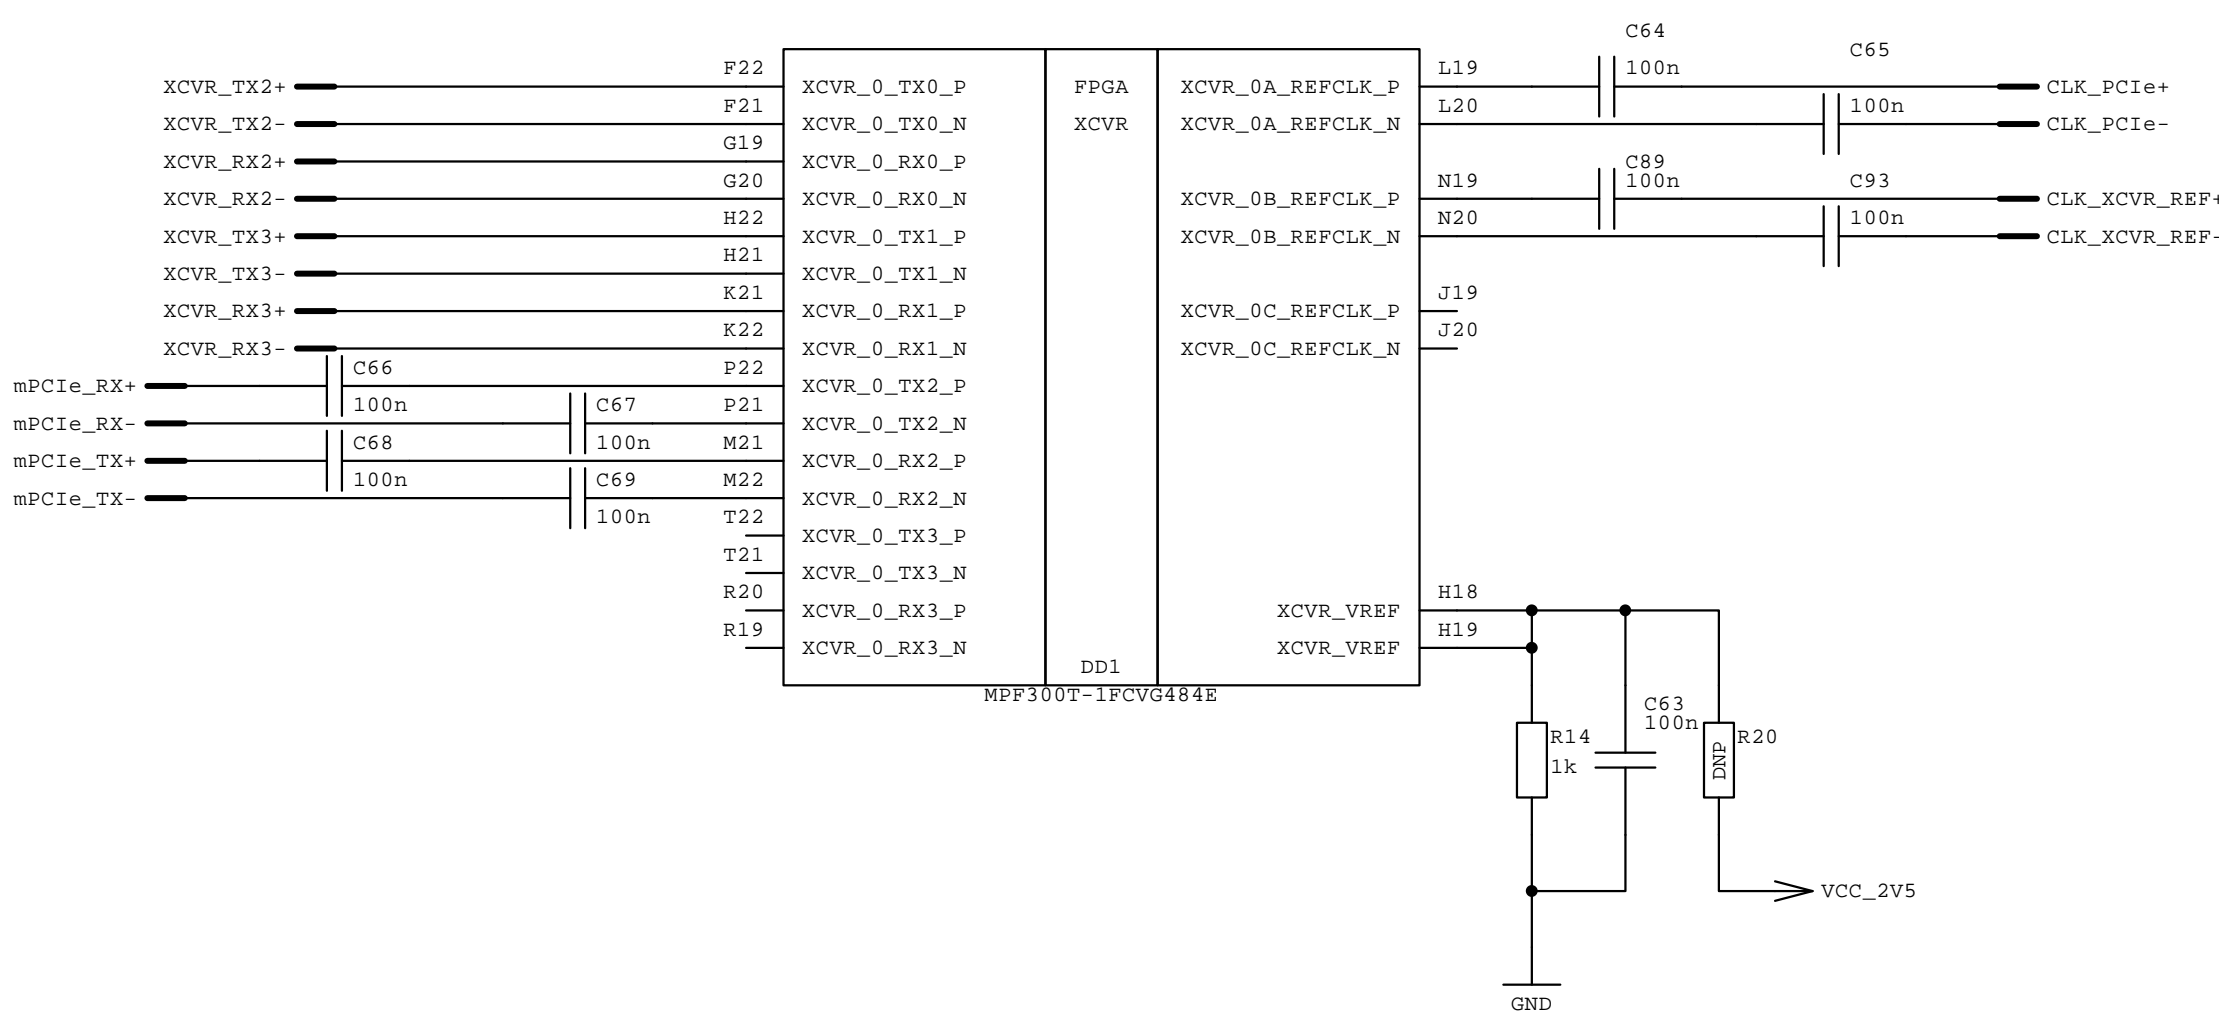 C64
C65
F22
L19
100n
XCVR_TX2+
XCVR_0_TX0_P
FPGA
XCVR_0A_REFCLK_P
CLK_PCIe+
F21
L20
100n
XCVR_TX2-
XCVR_0_TX0_N
XCVR
XCVR_0A_REFCLK_N
CLK_PCIe-
G19
XCVR_RX2+
XCVR_0_RX0_P
C89
G20
N19
100n
C93
XCVR_RX2-
XCVR_0_RX0_N
XCVR_0B_REFCLK_P
CLK_XCVR_REF+
H22
N20
100n
XCVR_TX3+
XCVR_0_TX1_P
XCVR_0B_REFCLK_N
CLK_XCVR_REF-
H21
XCVR_TX3-
XCVR_0_TX1_N
K21
J19
XCVR_RX3+
XCVR_0_RX1_P
XCVR_0C_REFCLK_P
K22
J20
XCVR_RX3-
XCVR_0_RX1_N
XCVR_0C_REFCLK_N
C66
P22
mPCIe_RX+
XCVR_0_TX2_P
100n
C67
P21
mPCIe_RX-
XCVR_0_TX2_N
C68
100n
M21
mPCIe_TX+
XCVR_0_RX2_P
100n
C69
M22
mPCIe_TX-
XCVR_0_RX2_N
100n
T22
XCVR_0_TX3_P
T21
XCVR_0_TX3_N
R20
H18
XCVR_0_RX3_P
XCVR_VREF
R19
H19
XCVR_0_RX3_N
XCVR_VREF
DD1
MPF300T-1FCVG484E
C63
100n
R14
R20
1k
DNP
VCC_2V5
GND